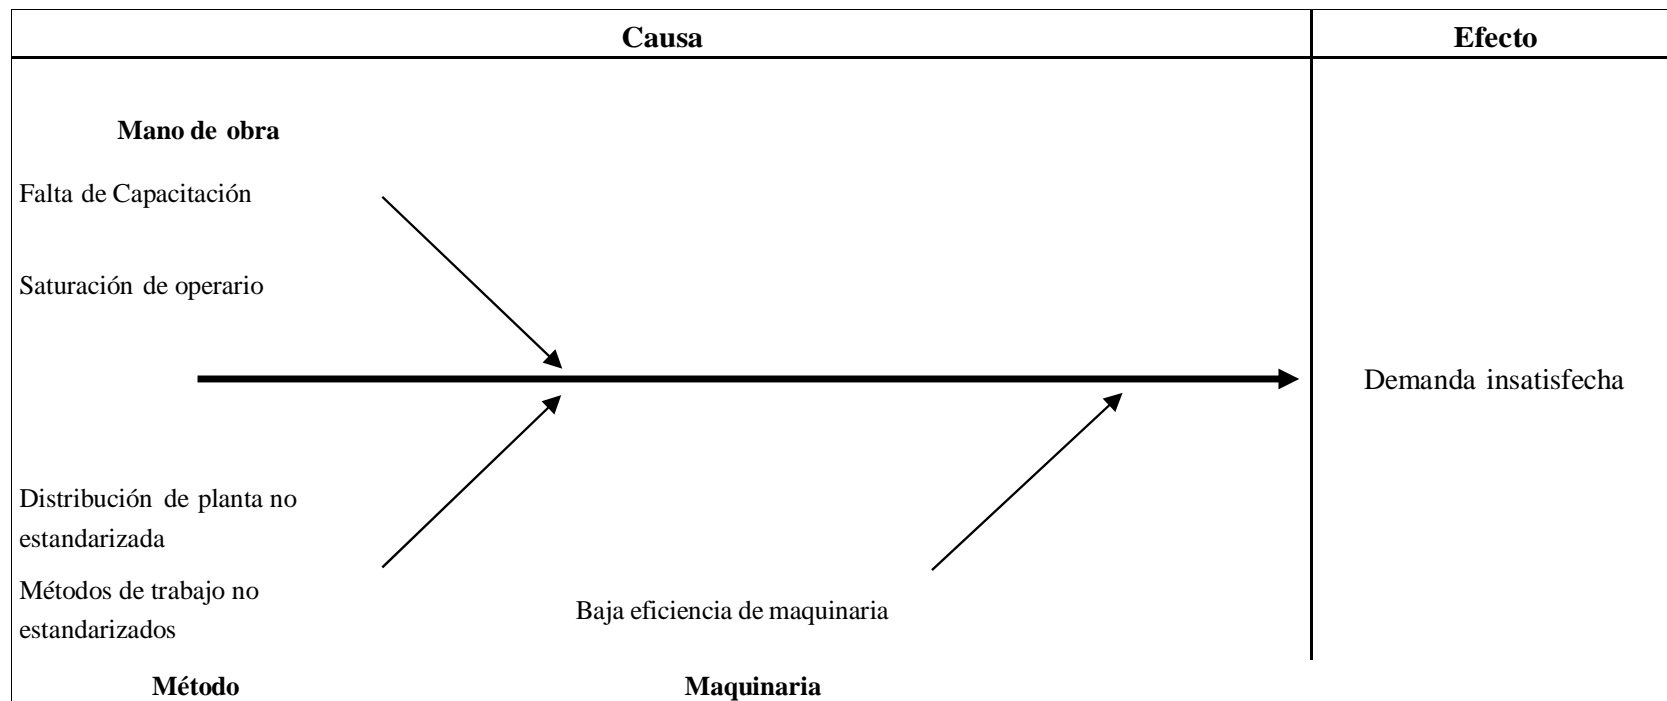 Causa
Efecto
Mano de obra
Falta de Capacitación
Saturación de operario
Demanda insatisfecha
Distribución de planta no
estandarizada
Métodos de trabajo no
estandarizados
Baja eficiencia de maquinaria
Método
Maquinaria